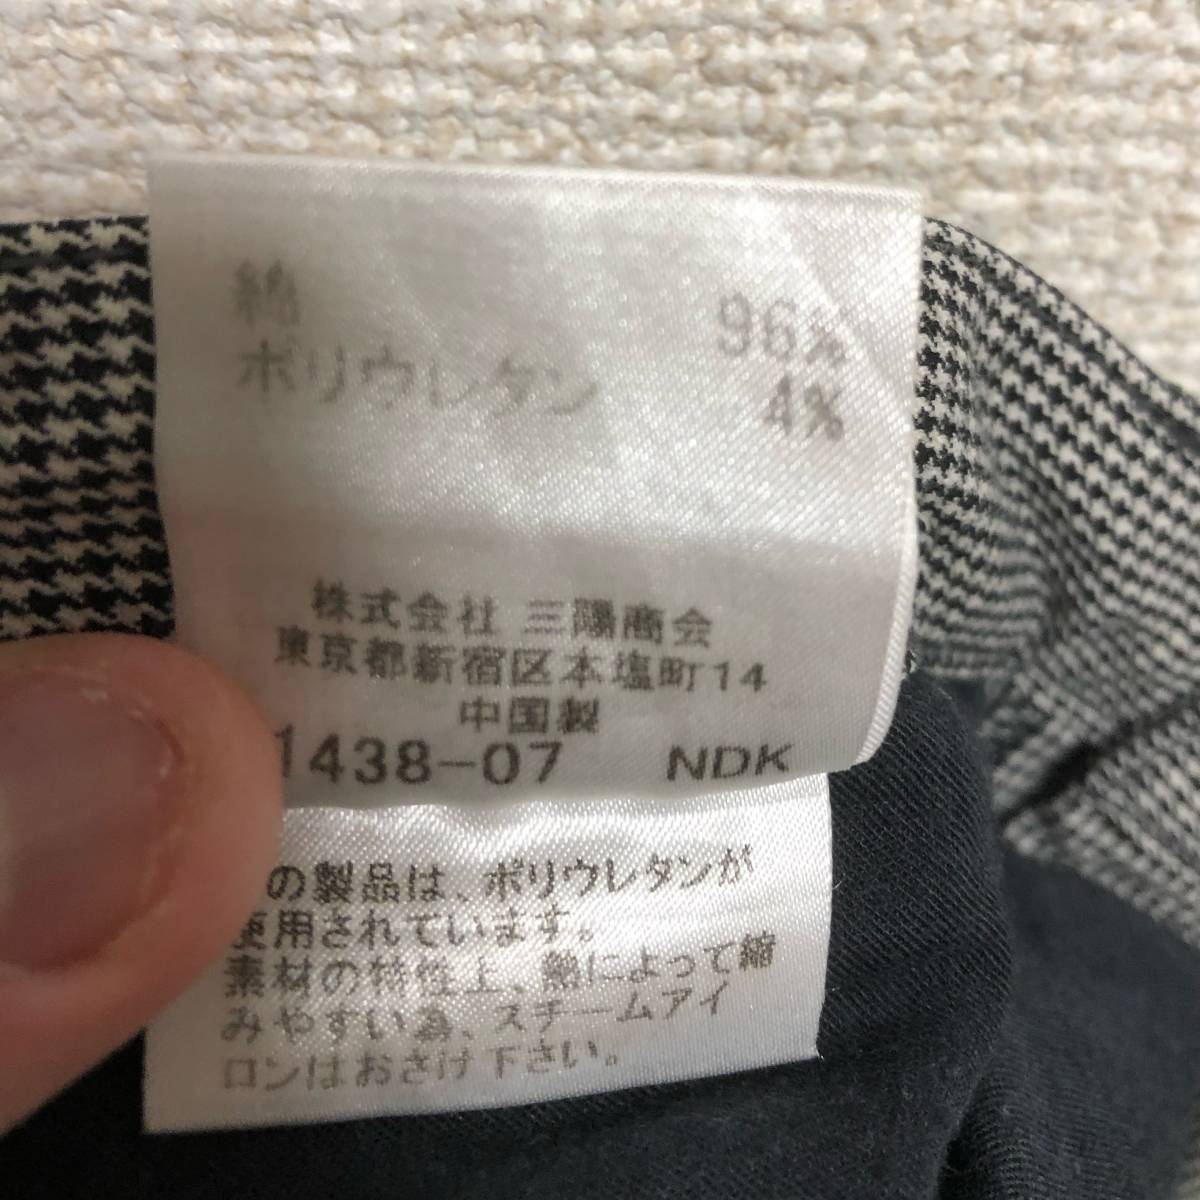 綿 96%
ポリウレタン 4%
株式会社 三陽商会
東京都新宿区本塩町14
中国製
1438-07 NDK
の製品は、ポリウレタンが
使用されています。
素材の特性上、熱によって縮
みやすい為、スチームアイ
ロンはおさけ下さい。